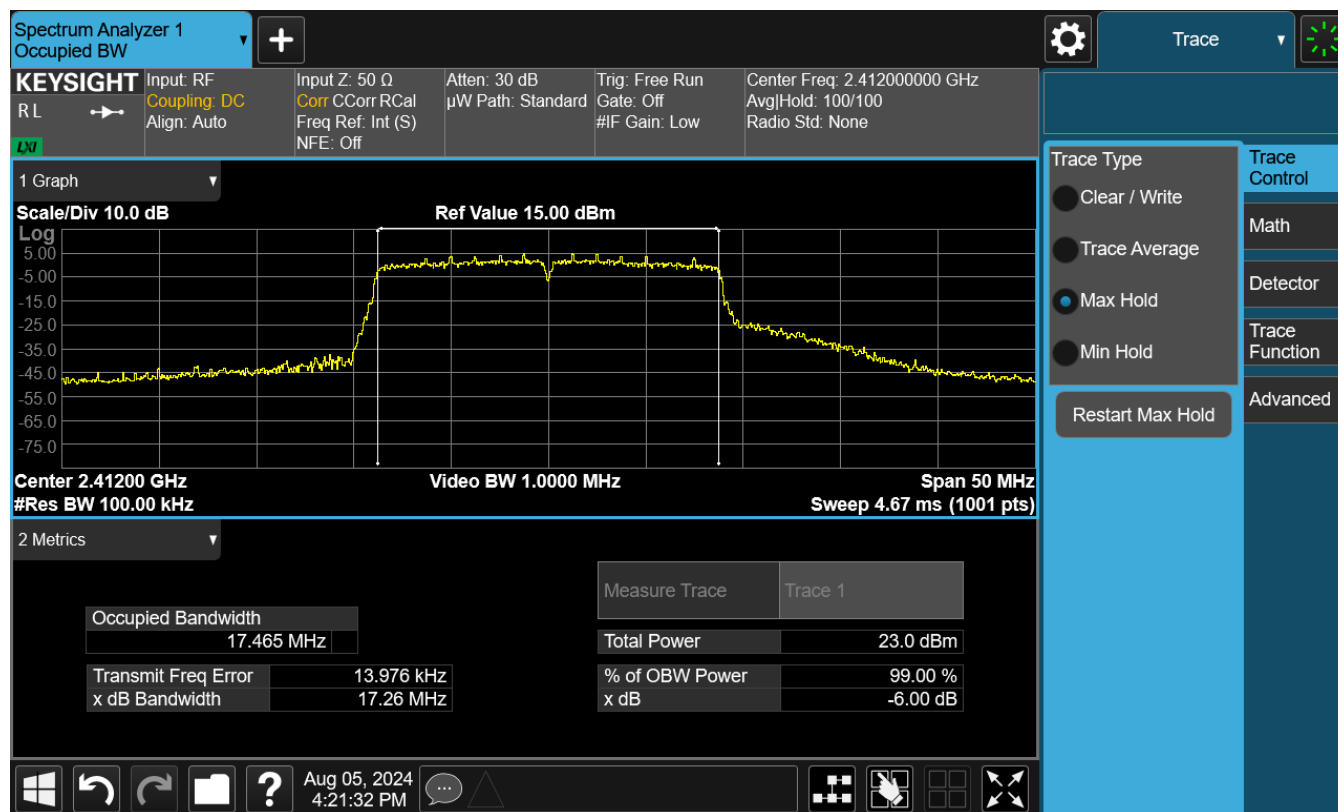 Spectrum Analyzer 1
Occupied BW
Trace
KEYSIGHT
R L
LXI
Input: RF
Coupling: DC
Align: Auto
Input Z: 50 Ω
Corr CCorr RCal
Freq Ref: Int (S)
NFE: Off
Atten: 30 dB
µW Path: Standard
Trig: Free Run
Gate: Off
#IF Gain: Low
Center Freq: 2.412000000 GHz
Avg|Hold: 100/100
Radio Std: None
1 Graph
Scale/Div 10.0 dB
Ref Value 15.00 dBm
Log
5.00
-5.00
-15.0
-25.0
-35.0
-45.0
-55.0
-65.0
-75.0
Center 2.41200 GHz
Video BW 1.0000 MHz
Span 50 MHz
#Res BW 100.00 kHz
Sweep 4.67 ms (1001 pts)
2 Metrics
Measure Trace
Trace 1
Occupied Bandwidth
17.465 MHz
Total Power
23.0 dBm
Transmit Freq Error
13.976 kHz
% of OBW Power
99.00 %
x dB Bandwidth
17.26 MHz
x dB
-6.00 dB
Trace Type
Clear / Write
Trace Average
Max Hold
Min Hold
Restart Max Hold
Trace
Control
Math
Detector
Trace
Function
Advanced
?
Aug 05, 2024
4:21:32 PM